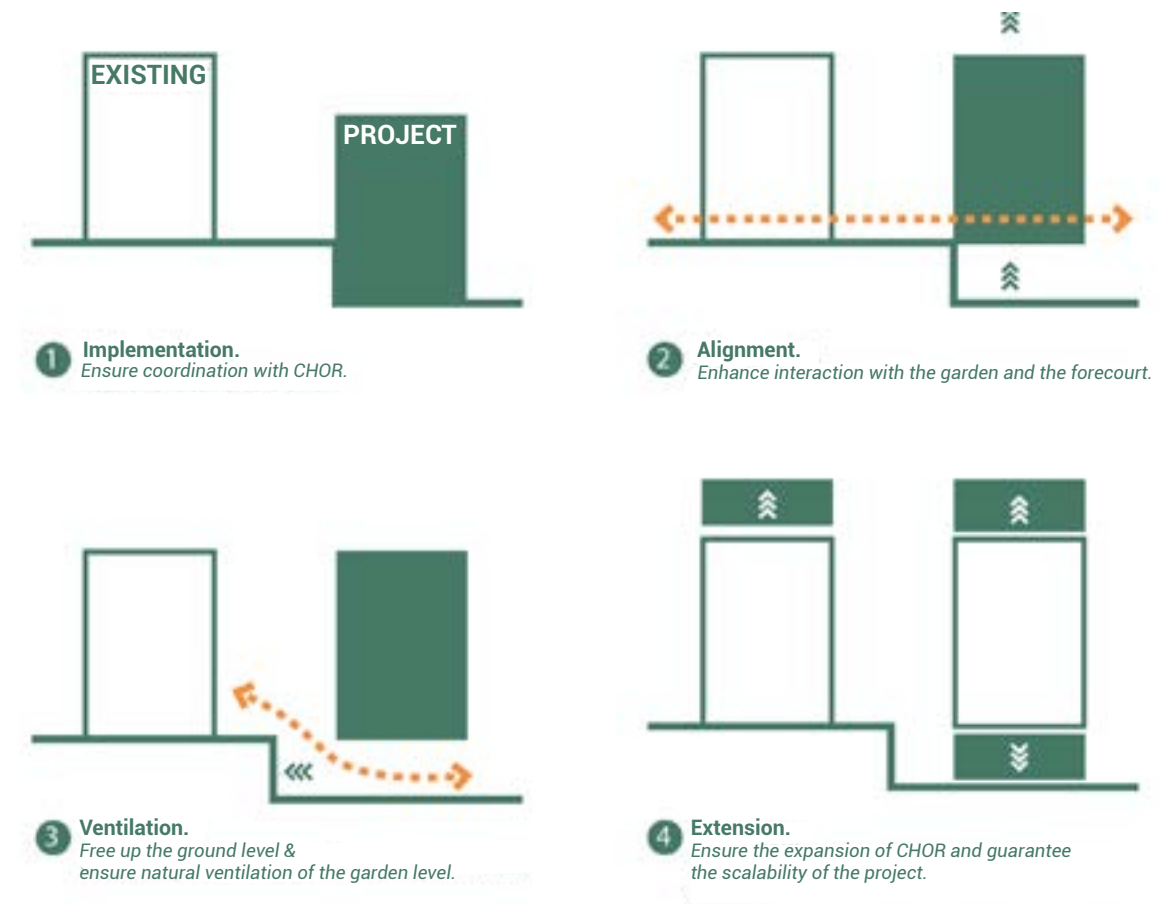 EXISTING
PROJECT
1 Implementation.
Ensure coordination with CHOR.
2 Alignment.
Enhance interaction with the garden and the forecourt.
3 Ventilation.
Free up the ground level &
ensure natural ventilation of the garden level.
4 Extension.
Ensure the expansion of CHOR and guarantee
the scalability of the project.